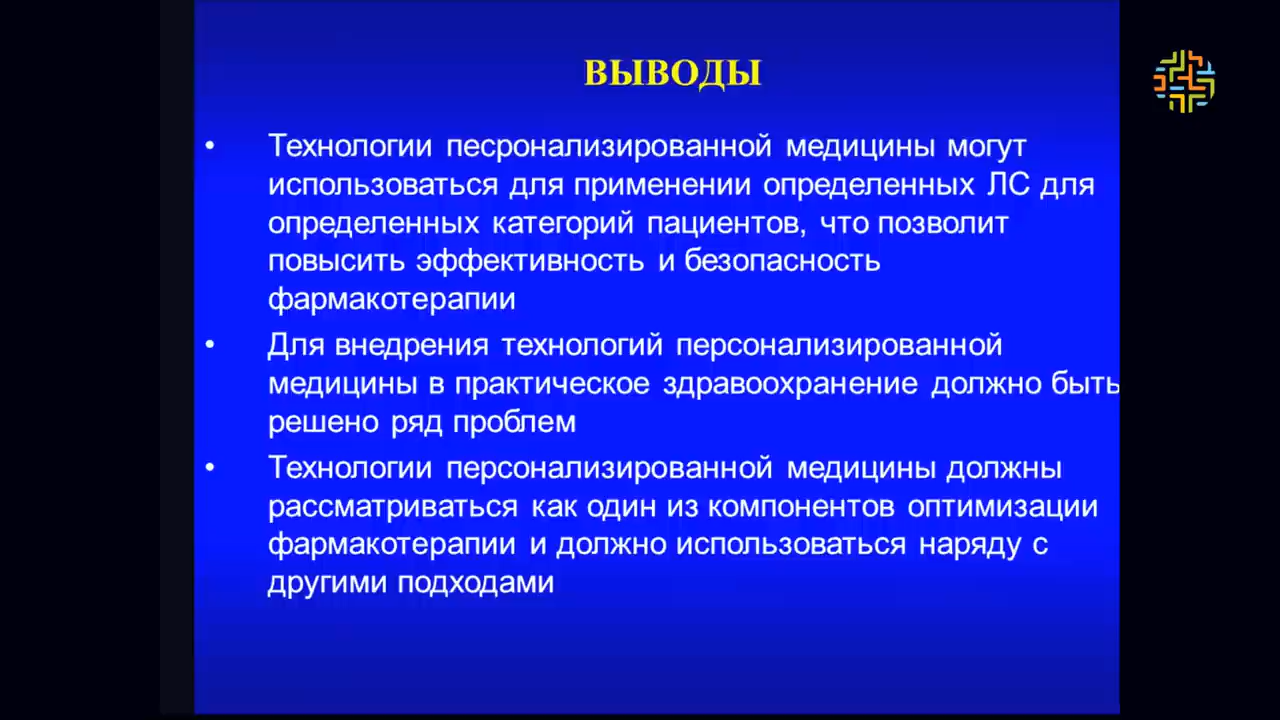 ВЫВОДЫ
• Технологии песронализированной медицины могут
использоваться для применении определенных ЛС для
определенных категорий пациентов, что позволит
повысить эффективность и безопасность
фармакотерапии
• Для внедрения технологий персонализированной
медицины в практическое здравоохранение должно быть
решено ряд проблем
• Технологии персонализированной медицины должны
рассматриваться как один из компонентов оптимизации
фармакотерапии и должно использоваться наряду с
другими подходами